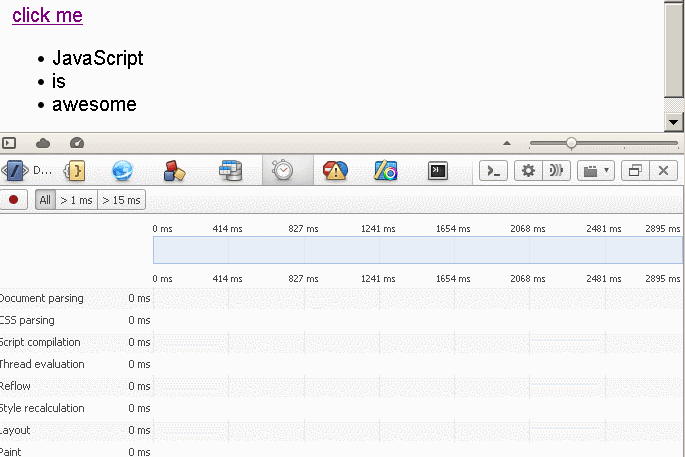 click me
JavaScript
is
awesome
D...
All > 1 ms > 15 ms
0 ms 414 ms 827 ms 1241 ms 1654 ms 2068 ms 2481 ms 2895 ms
0 ms 414 ms 827 ms 1241 ms 1654 ms 2068 ms 2481 ms 2895 ms
Document parsing 0 ms
CSS parsing 0 ms
Script compilation 0 ms
Thread evaluation 0 ms
Reflow 0 ms
Style recalculation 0 ms
Layout 0 ms
Paint 0 ms